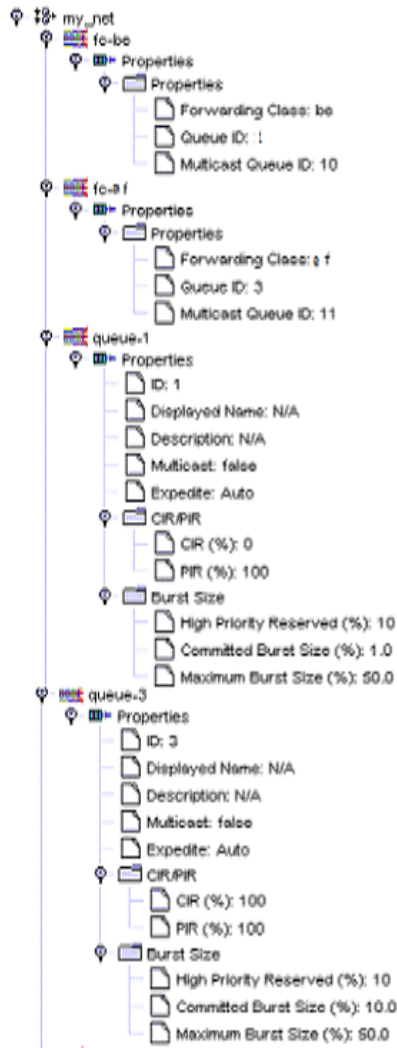 my_net
fc-be
Properties
Properties
Forwarding Class: be
Queue ID: 1
Multicast Queue ID: 10
fc-af
Properties
Properties
Forwarding Class: af
Queue ID: 3
Multicast Queue ID: 11
queue-1
Properties
ID: 1
Displayed Name: N/A
Description: N/A
Multicast: false
Expedite: Auto
CIR/PIR
CIR (%): 0
PIR (%): 100
Burst Size
High Priority Reserved (%): 10
Committed Burst Size (%): 1.0
Maximum Burst Size (%): 50.0
queue-3
Properties
ID: 3
Displayed Name: N/A
Description: N/A
Multicast: false
Expedite: Auto
CIR/PIR
CIR (%): 100
PIR (%): 100
Burst Size
High Priority Reserved (%): 10
Committed Burst Size (%): 10.0
Maximum Burst Size (%): 50.0